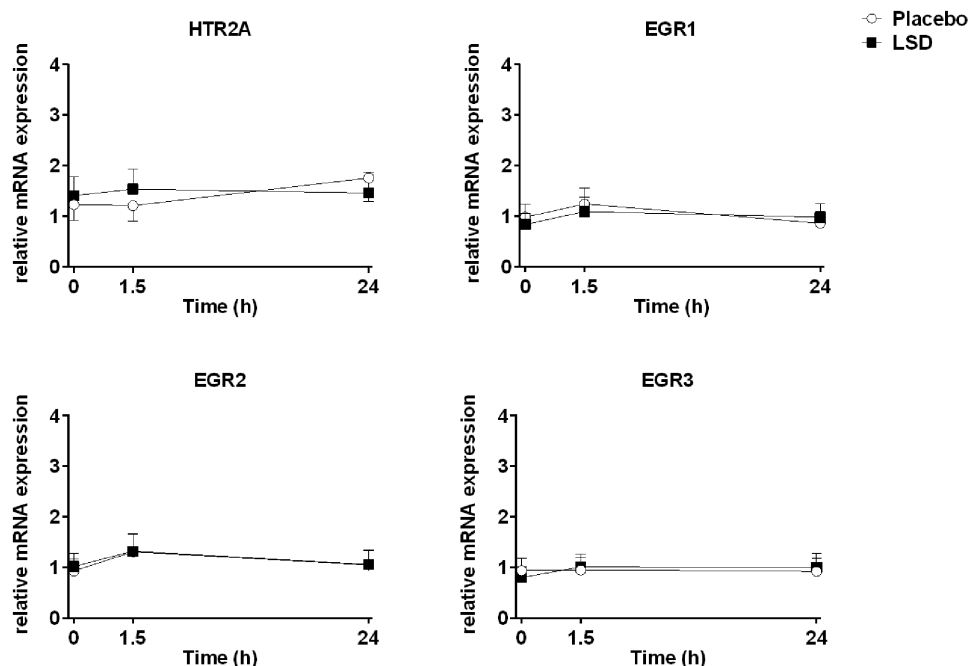 HTR2A
relative mRNA expression
4
3
2
1
0
0 1.5 24
Time (h)
EGR1
relative mRNA expression
4
3
2
1
0
0 1.5 24
Time (h)
Placebo
LSD
EGR2
relative mRNA expression
4
3
2
1
0
0 1.5 24
Time (h)
EGR3
relative mRNA expression
4
3
2
1
0
0 1.5 24
Time (h)